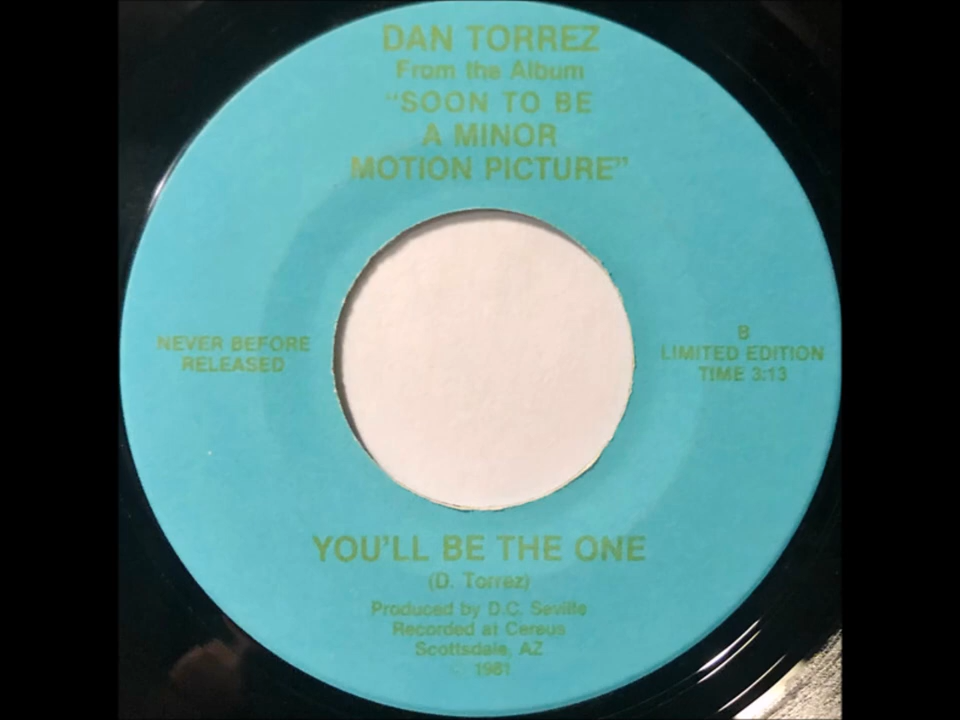 DAN TORREZ
From the Album
"SOON TO BE
A MINOR
MOTION PICTURE"
NEVER BEFORE
RELEASED
B
LIMITED EDITION
TIME 3:13
YOU'LL BE THE ONE
(D. Torrez)
Produced by D.C. Seville
Recorded at Cereus
Scottsdale, AZ
1981